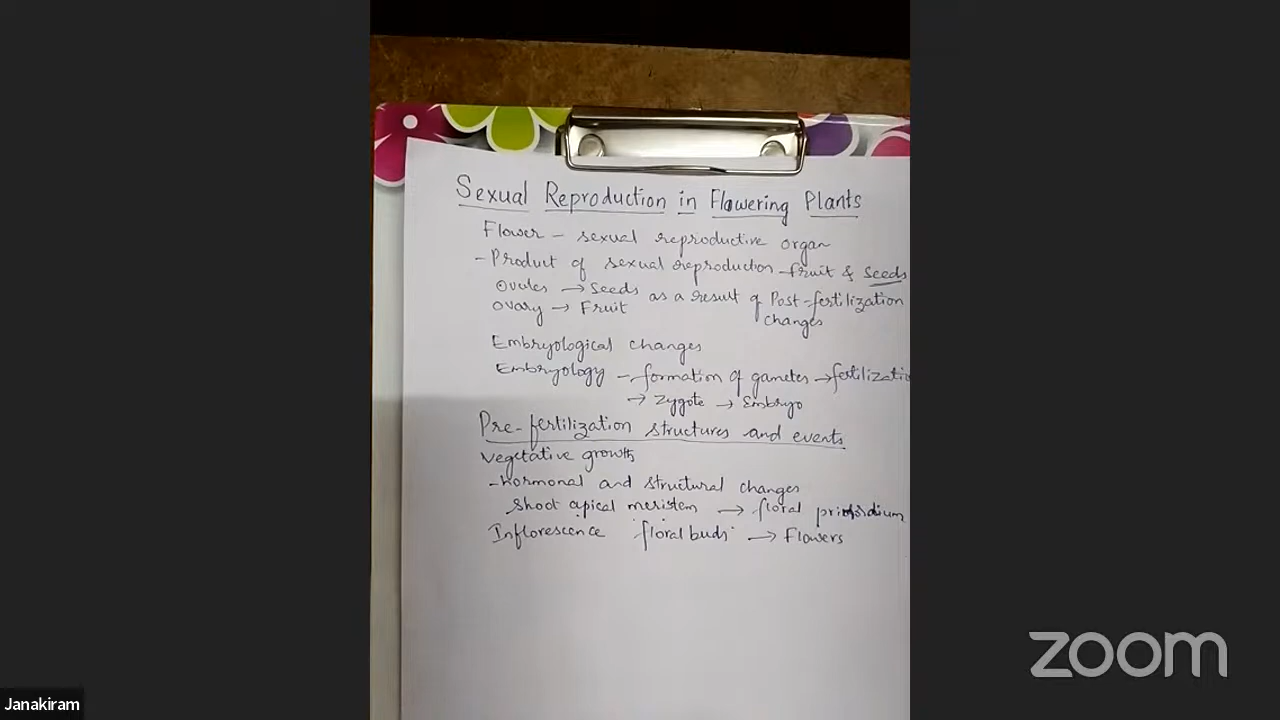 Sexual Reproduction in Flowering Plants
Flower - sexual reproductive organ
- Product of sexual reproduction - fruit & seeds
Ovules → Seeds as a result of Post-fertilization
Ovary → Fruit changes
Embryological changes
Embryology - formation of gametes → fertilizatio
→ Zygote → Embryo
Pre-fertilization structures and events
Vegetative growth
- hormonal and structural changes
Shoot apical meristem → floral primordium
Inflorescence floral buds → Flowers
zoom
Janakiram